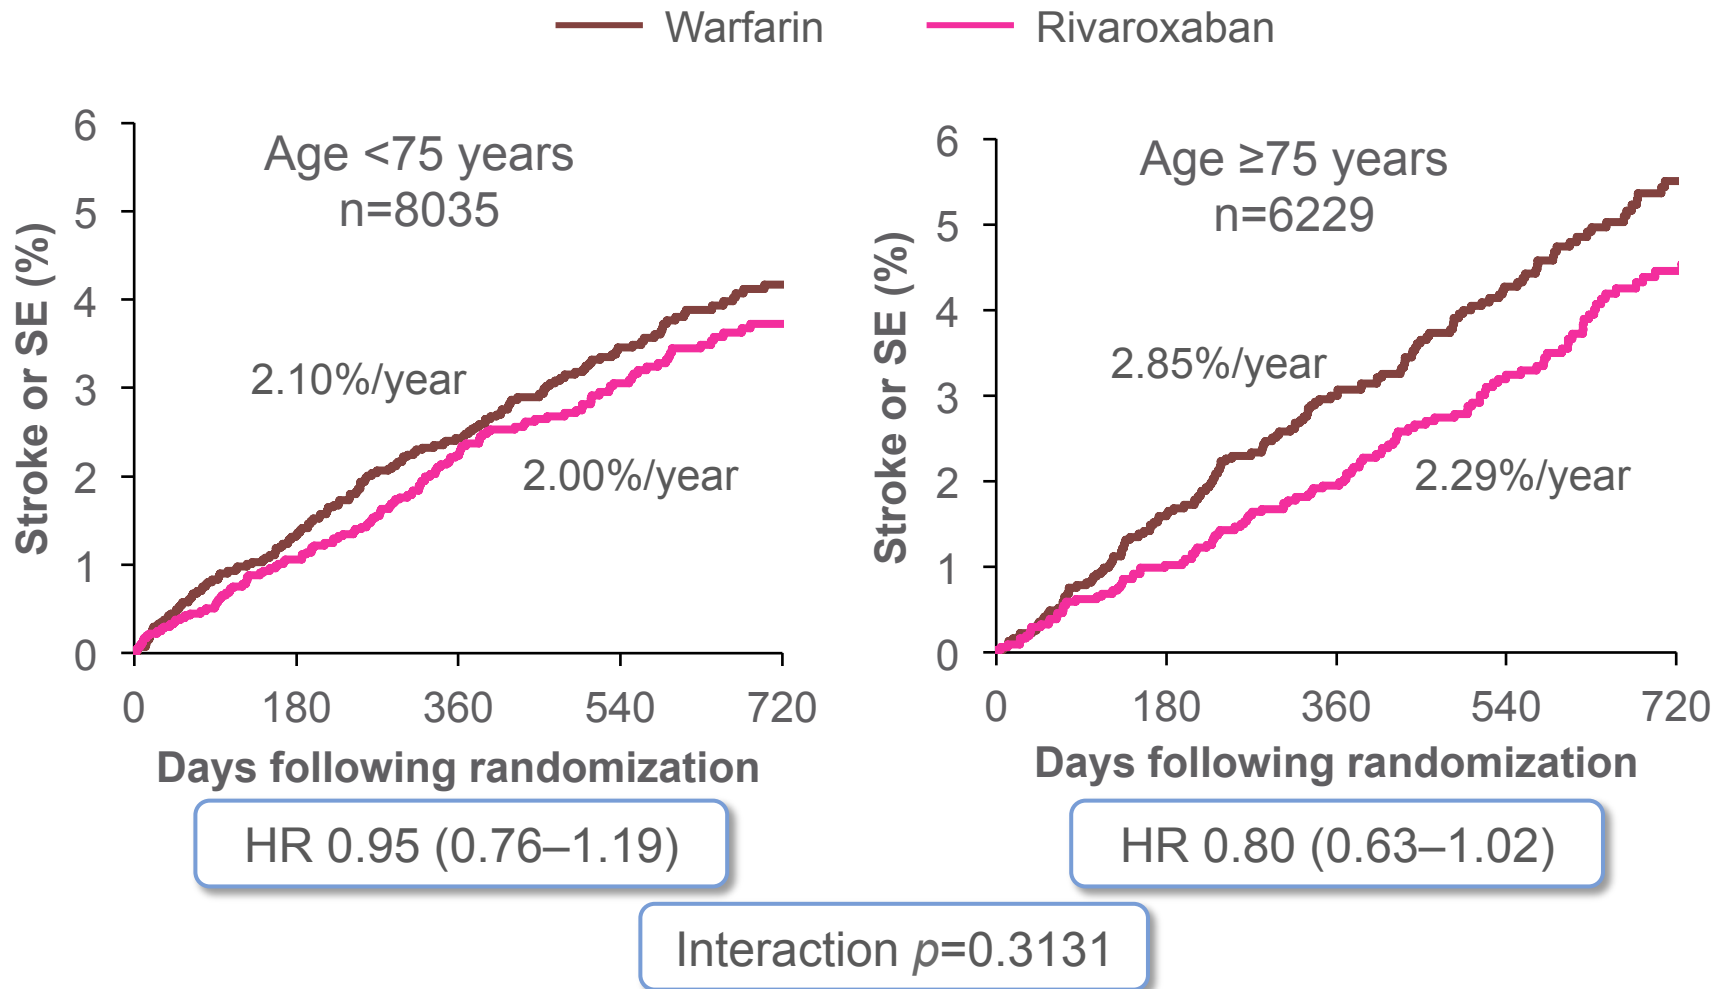 Warfarin
Rivaroxaban
Age <75 years
n=8035
Stroke or SE (%)
6
5
4
3
2
1
0
2.10%/year
2.00%/year
0
180
360
540
720
Days following randomization
HR 0.95 (0.76–1.19)
Age ≥75 years
n=6229
Stroke or SE (%)
6
5
4
3
2
1
0
2.85%/year
2.29%/year
0
180
360
540
720
Days following randomization
HR 0.80 (0.63–1.02)
Interaction p=0.3131